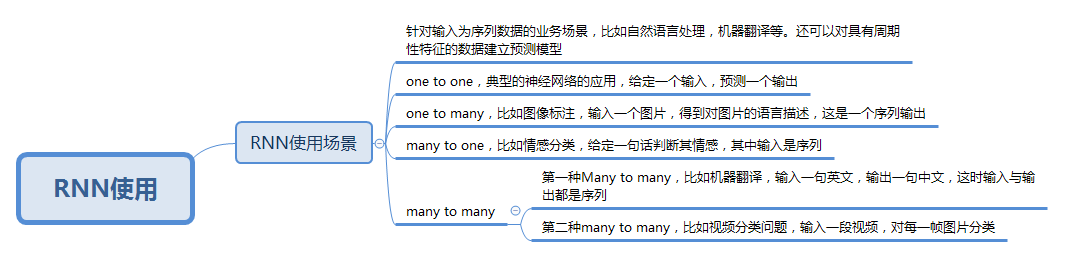 RNN使用
RNN使用场景
针对输入为序列数据的业务场景，比如自然语言处理，机器翻译等。还可以对具有周期
性特征的数据建立预测模型
one to one，典型的神经网络的应用，给定一个输入，预测一个输出
one to many，比如图像标注，输入一个图片，得到对图片的语言描述，这是一个序列输出
many to one，比如情感分类，给定一句话判断其情感，其中输入是序列
many to many
第一种Many to many，比如机器翻译，输入一句英文，输出一句中文，这时输入与输
出都是序列
第二种many to many，比如视频分类问题，输入一段视频，对每一帧图片分类